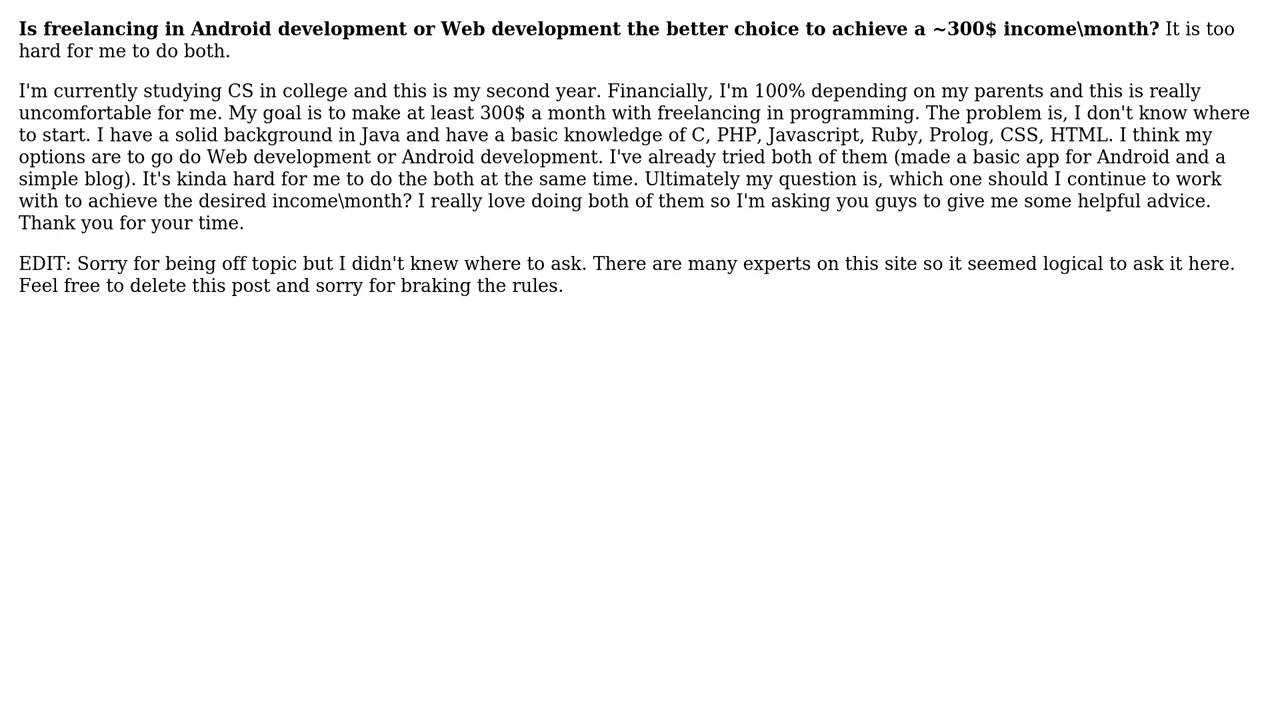 Is freelancing in Android development or Web development the better choice to achieve a ~300$ income\month? It is too
hard for me to do both.
I'm currently studying CS in college and this is my second year. Financially, I'm 100% depending on my parents and this is really
uncomfortable for me. My goal is to make at least 300$ a month with freelancing in programming. The problem is, I don't know where
to start. I have a solid background in Java and have a basic knowledge of C, PHP, Javascript, Ruby, Prolog, CSS, HTML. I think my
options are to go do Web development or Android development. I've already tried both of them (made a basic app for Android and a
simple blog). It's kinda hard for me to do the both at the same time. Ultimately my question is, which one should I continue to work
with to achieve the desired income\month? I really love doing both of them so I'm asking you guys to give me some helpful advice.
Thank you for your time.
EDIT: Sorry for being off topic but I didn't knew where to ask. There are many experts on this site so it seemed logical to ask it here.
Feel free to delete this post and sorry for braking the rules.